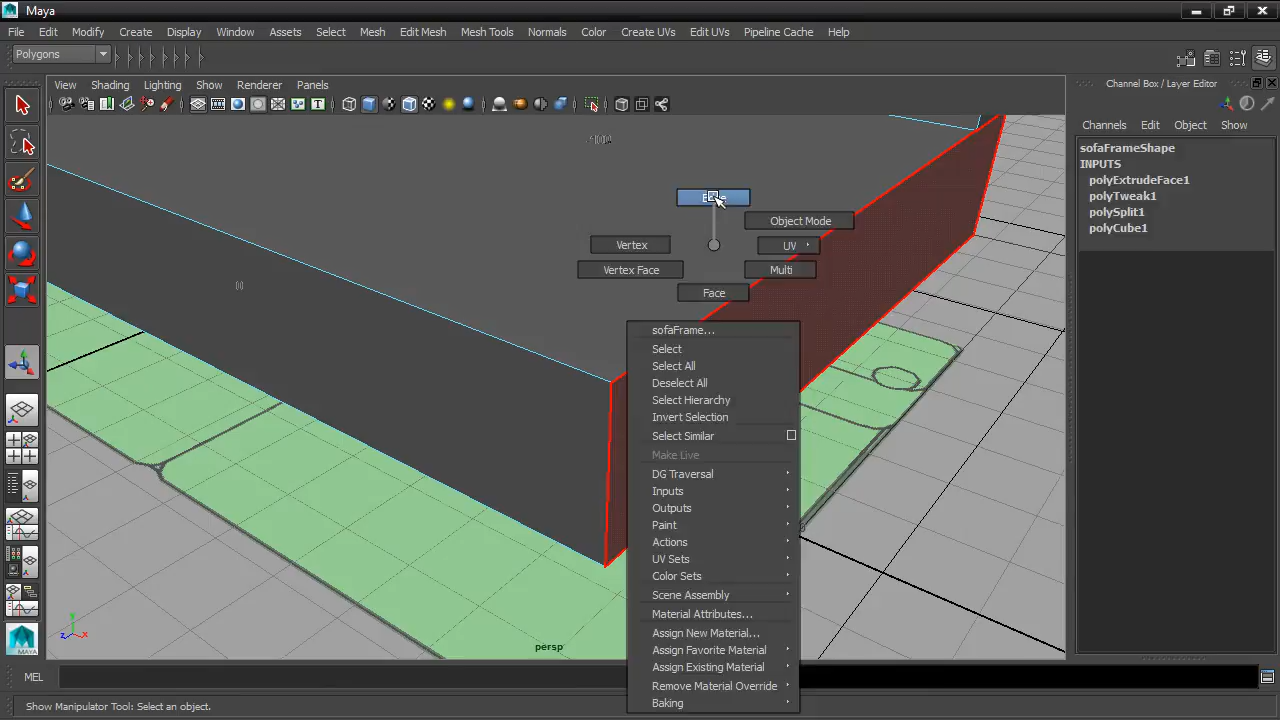 Maya
File Edit Modify Create Display Window Assets Select Mesh Edit Mesh Mesh Tools Normals Color Create UVs Edit UVs Pipeline Cache Help
Polygons
View Shading Lighting Show Renderer Panels
Channel Box / Layer Editor
Channels Edit Object Show
sofaFrameShape
INPUTS
polyExtrudeFace1
polyTweak1
polySplit1
polyCube1
Object Mode
Vertex
UV
Vertex Face
Multi
Face
sofaFrame...
Select
Select All
Deselect All
Select Hierarchy
Invert Selection
Select Similar
Make Live
DG Traversal
Inputs
Outputs
Paint
Actions
UV Sets
Color Sets
Scene Assembly
Material Attributes...
Assign New Material...
Assign Favorite Material
Assign Existing Material
Remove Material Override
Baking
y
z x
persp
MAYA
MEL
Show Manipulator Tool: Select an object.